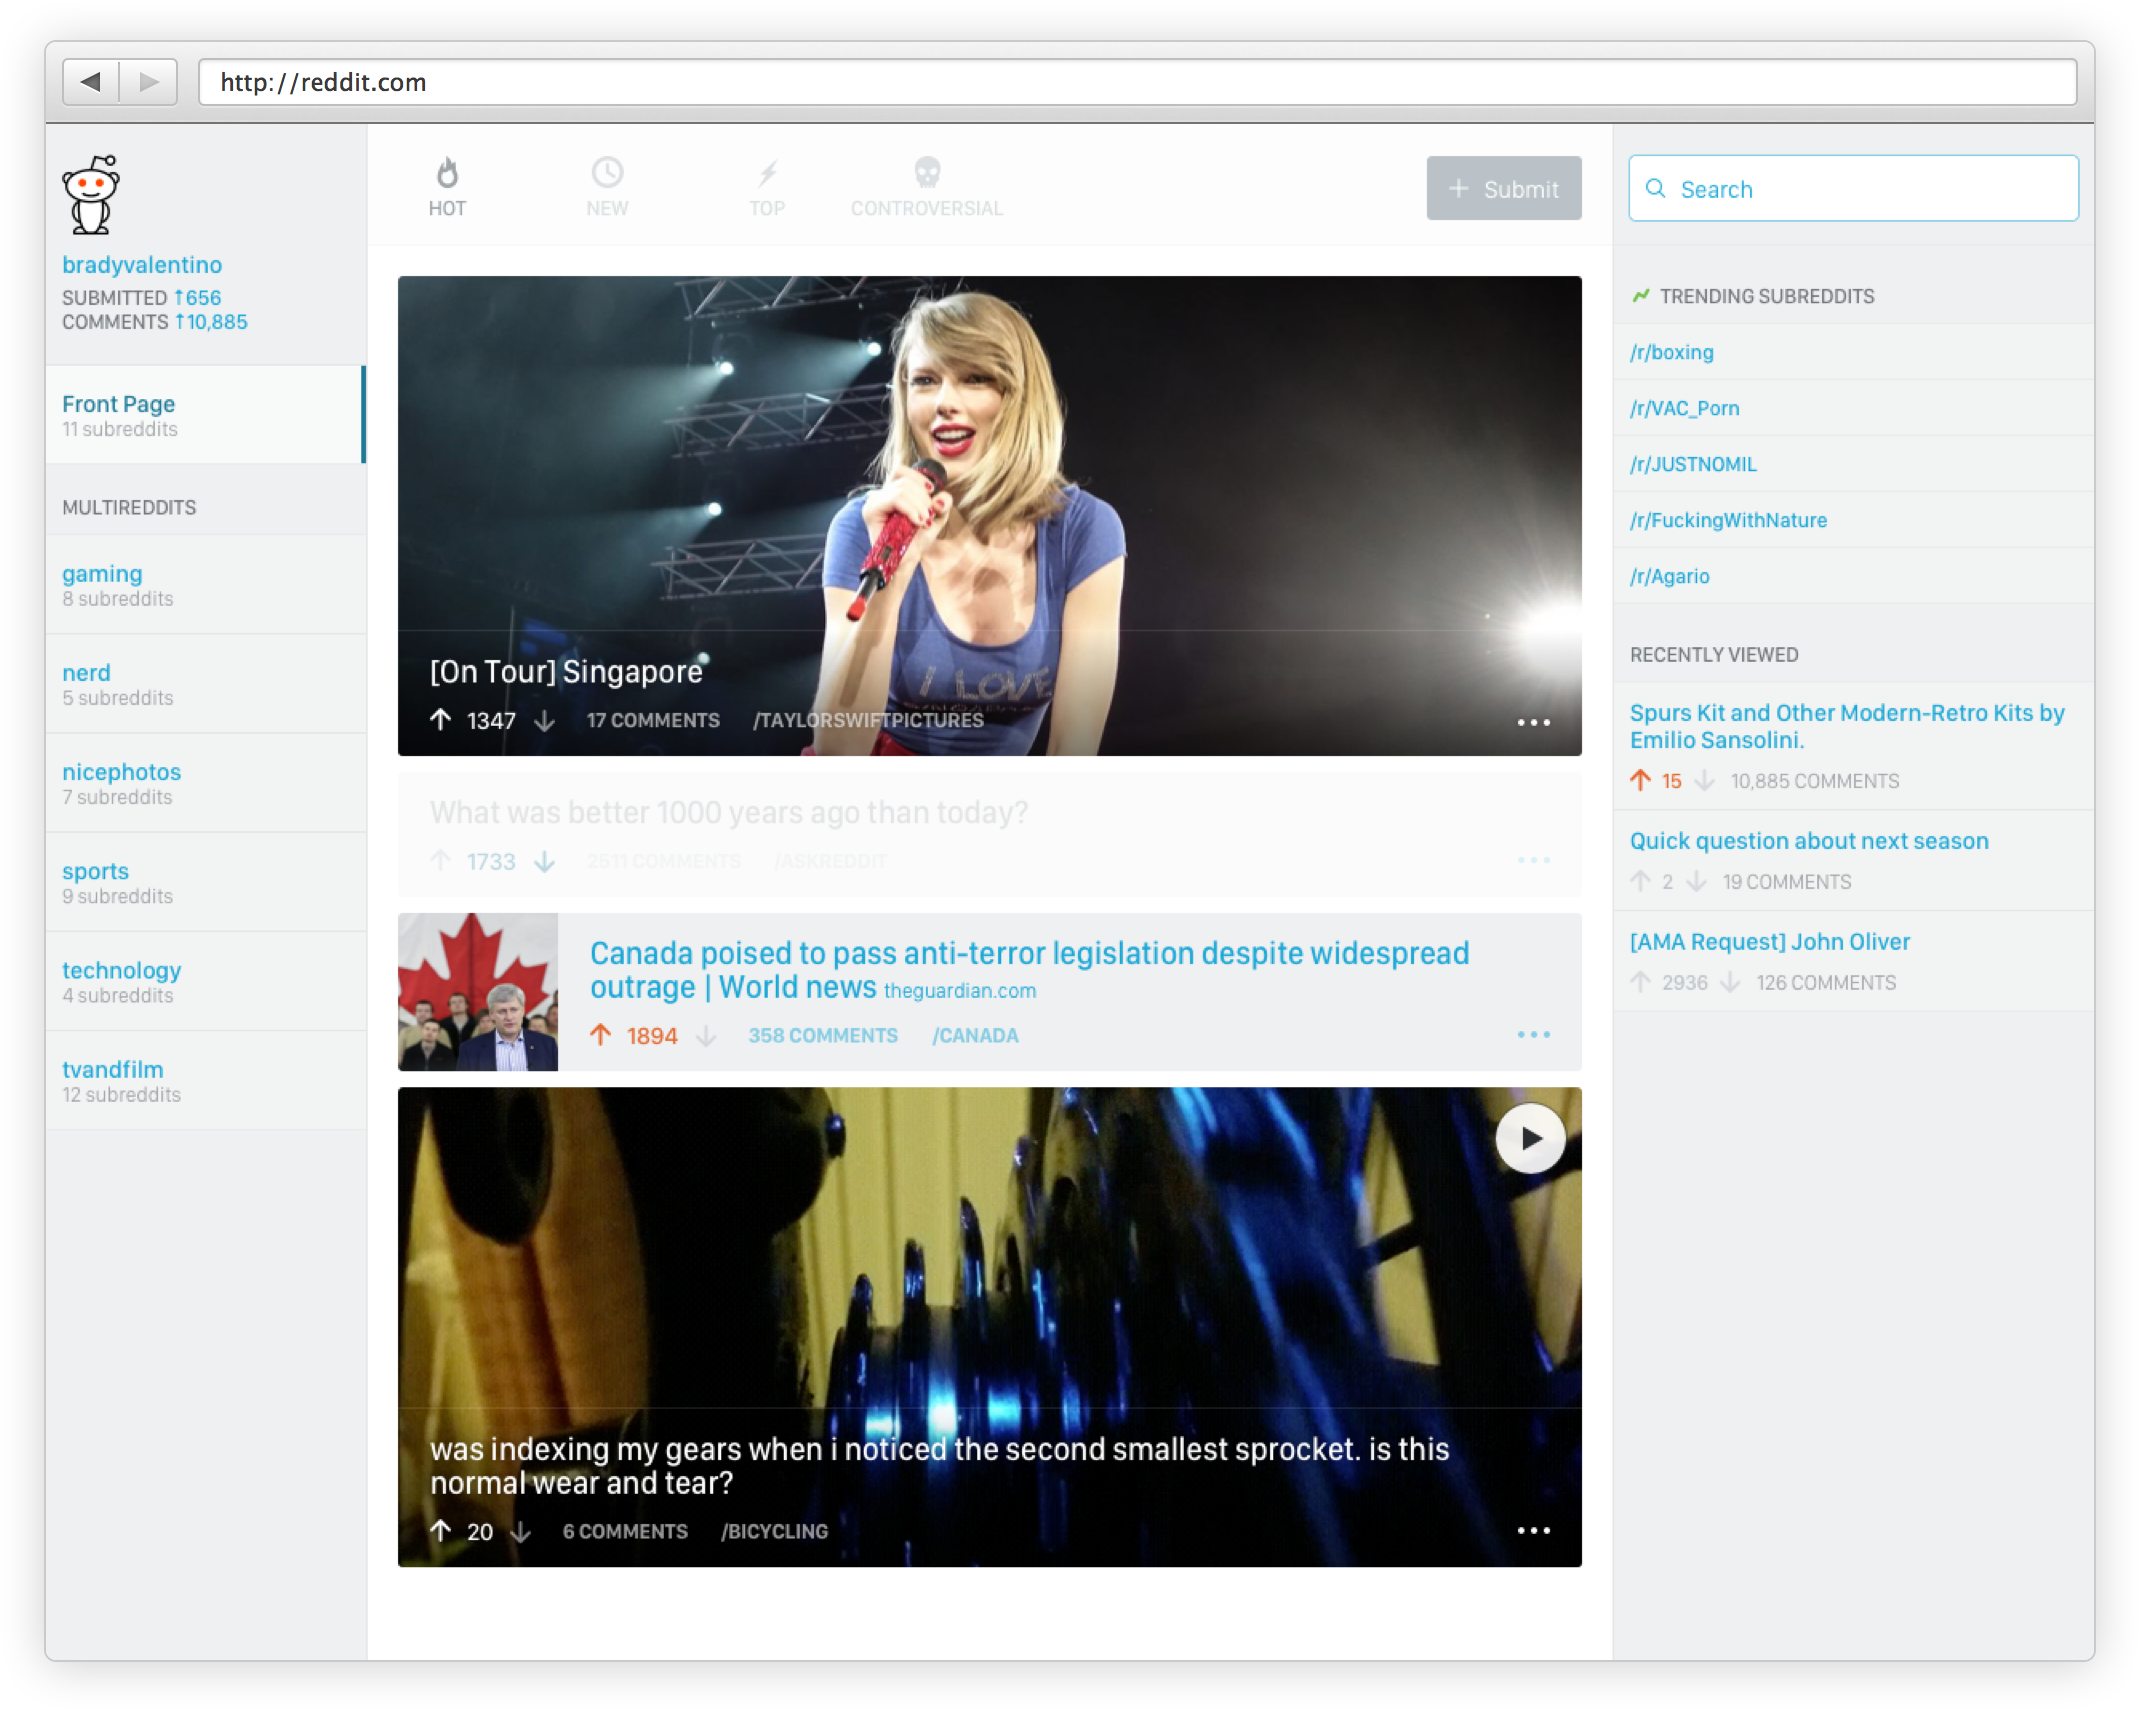 http://reddit.com
bradyvalentino
SUBMITTED ↑656
COMMENTS ↑10,885
Front Page
11 subreddits
MULTIREDDITS
gaming
8 subreddits
nerd
5 subreddits
nicephotos
7 subreddits
sports
9 subreddits
technology
4 subreddits
tvandfilm
12 subreddits
HOT
NEW
TOP
CONTROVERSIAL
+ Submit
I LOVE
[On Tour] Singapore
1347 17 COMMENTS /TAYLORSWIFTPICTURES
What was better 1000 years ago than today?
1733 2511 COMMENTS /ASKREDDIT
Canada poised to pass anti-terror legislation despite widespread
outrage | World news theguardian.com
1894 358 COMMENTS /CANADA
was indexing my gears when i noticed the second smallest sprocket. is this
normal wear and tear?
20 6 COMMENTS /BICYCLING
Search
TRENDING SUBREDDITS
/r/boxing
/r/VAC_Porn
/r/JUSTNOMIL
/r/FuckingWithNature
/r/Agario
RECENTLY VIEWED
Spurs Kit and Other Modern-Retro Kits by
Emilio Sansolini.
15 10,885 COMMENTS
Quick question about next season
2 19 COMMENTS
[AMA Request] John Oliver
2936 126 COMMENTS